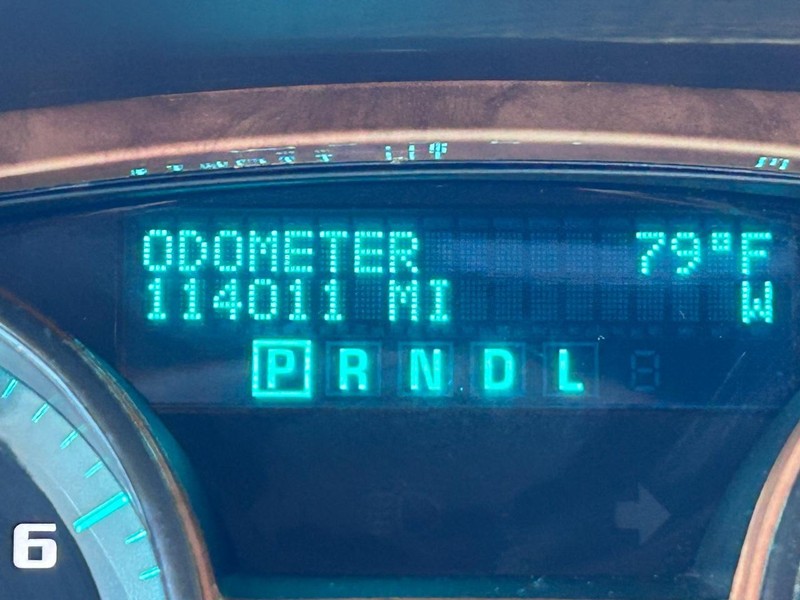 ODOMETER 79°F
114011 MI W
P R N D L
6